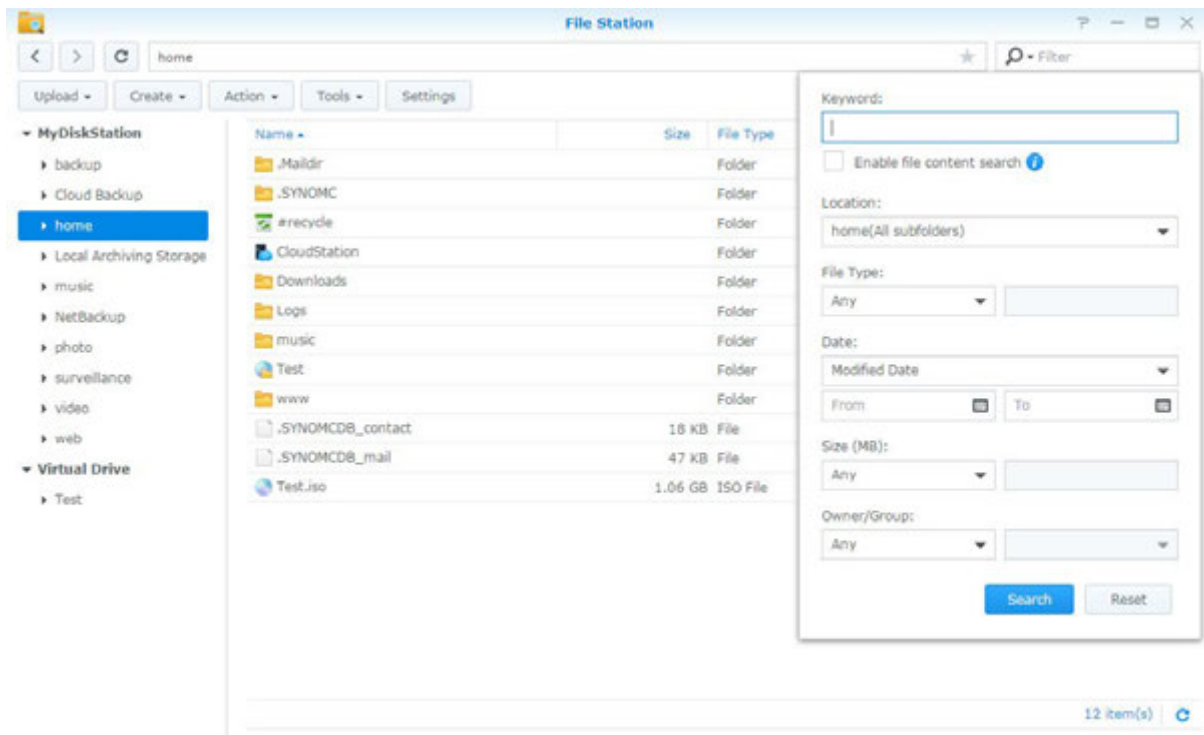 File Station
home
Filter
Upload Create Action Tools Settings
MyDiskStation
backup
Cloud Backup
home
Local Archiving Storage
music
NetBackup
photo
surveillance
video
web
Virtual Drive
Test
Name Size File Type
.Maildir Folder
.SYNOMC Folder
#recycle Folder
CloudStation Folder
Downloads Folder
Logs Folder
music Folder
Test Folder
www Folder
.SYNOMCDB_contact 18 KB File
.SYNOMCDB_mail 47 KB File
Test.iso 1.06 GB ISO File
Keyword:
Enable file content search
Location:
home(All subfolders)
File Type:
Any
Date:
Modified Date
From To
Size (MB):
Any
Owner/Group:
Any
Search Reset
12 item(s)